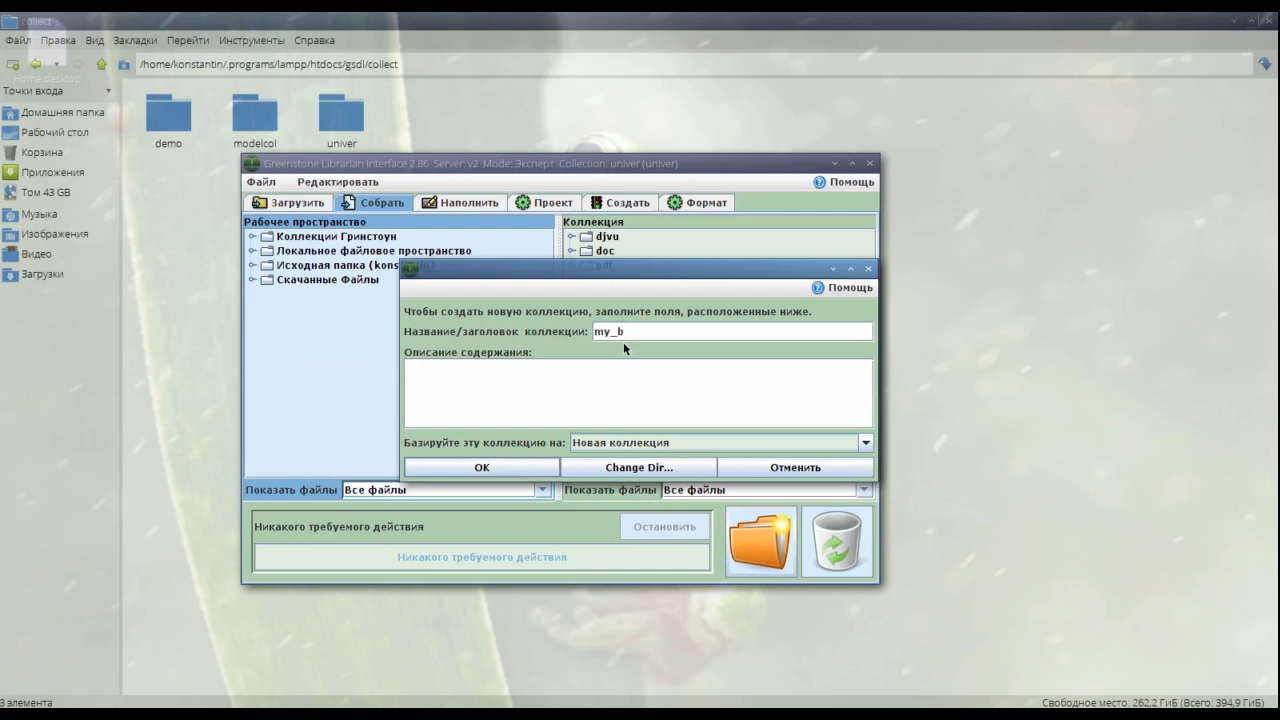 collect
Файл Правка Вид Закладки Перейти Инструменты Справка
/home/konstantin/.programs/lampp/htdocs/gsdl/collect
Home desktop
Точки входа
Домашняя папка
Рабочий стол
Корзина
Приложения
Том 43 GB
Музыка
Изображения
Видео
Загрузки
demo modelcol univer
Greenstone Librarian Interface 2.86 Server: v2 Mode: Эксперт Collection: univer (univer)
Файл Редактировать Помощь
Загрузить Собрать Наполнить Проект Создать Формат
Рабочее пространство Коллекция
Коллекции Гринстоун djvu
Локальное файловое пространство doc
Исходная папка (kons pdf
Скачанные Файлы
Помощь
Чтобы создать новую коллекцию, заполните поля, расположенные ниже.
Название/заголовок коллекции: my_b
Описание содержания:
Базируйте эту коллекцию на: Новая коллекция
OK Change Dir... Отменить
Показать файлы Все файлы Показать файлы Все файлы
Никакого требуемого действия Остановить
Никакого требуемого действия
3 элемента Свободное место: 262,2 ГиБ (Всего: 394,9 ГиБ)